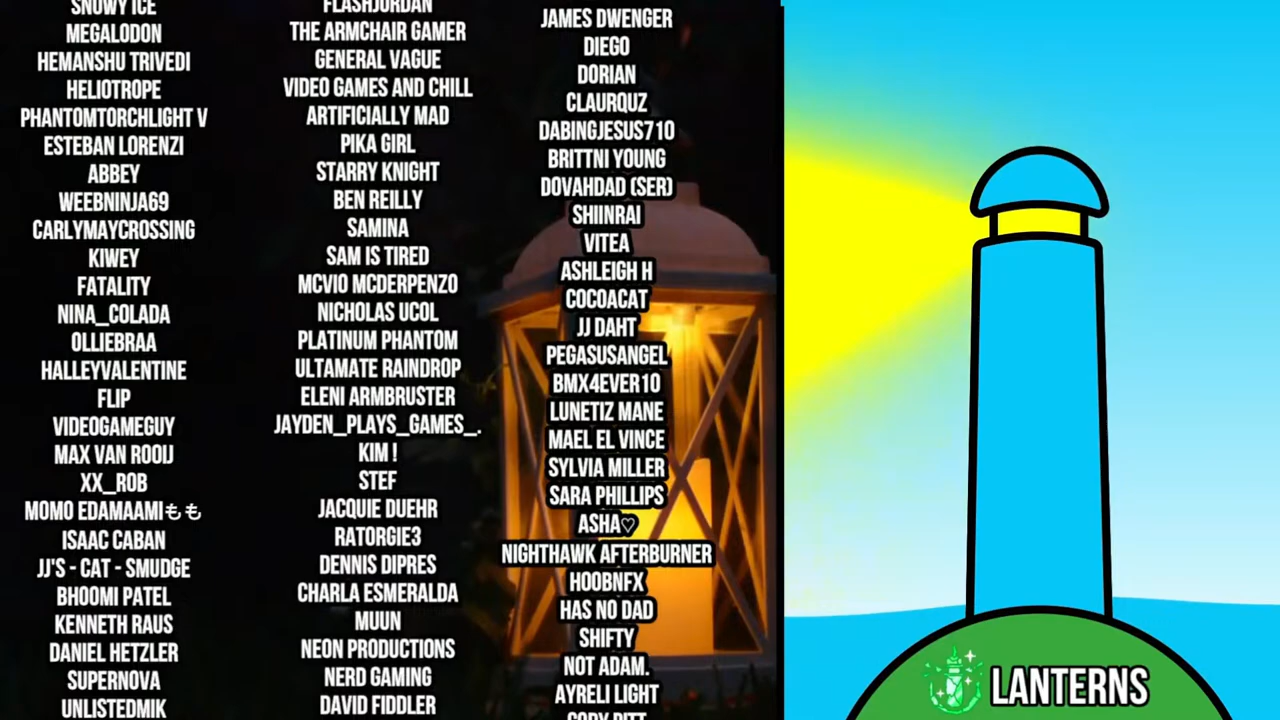 SNOWY ICE
MEGALODON
HEMANSHU TRIVEDI
HELIOTROPE
PHANTOMTORCHLIGHT V
ESTEBAN LORENZI
ABBEY
WEEBNINJA69
CARLYMAYCROSSING
KIWEY
FATALITY
NINA_COLADA
OLLIEBRAA
HALLEYVALENTINE
FLIP
VIDEOGAMEGUY
MAX VAN ROOIJ
XX_ROB
MOMO EDAMAAMIもも
ISAAC CABAN
JJ'S - CAT - SMUDGE
BHOOMI PATEL
KENNETH RAUS
DANIEL HETZLER
SUPERNOVA
UNLISTEDMIK
FLASHJORDAN
THE ARMCHAIR GAMER
GENERAL VAGUE
VIDEO GAMES AND CHILL
ARTIFICIALLY MAD
PIKA GIRL
STARRY KNIGHT
BEN REILLY
SAMINA
SAM IS TIRED
MCVIO MCDERPENZO
NICHOLAS UCOL
PLATINUM PHANTOM
ULTAMATE RAINDROP
ELENI ARMBRUSTER
JAYDEN_PLAYS_GAMES_.
KIM !
STEF
JACQUIE DUEHR
RATORGIE3
DENNIS DIPRES
CHARLA ESMERALDA
MUUN
NEON PRODUCTIONS
NERD GAMING
DAVID FIDDLER
JAMES DWENGER
DIEGO
DORIAN
CLAURQUZ
DABINGJESUS710
BRITTNI YOUNG
DOVAHDAD (SER)
SHIINRAI
VITEA
ASHLEIGH H
COCOACAT
JJ DAHT
PEGASUSANGEL
BMX4EVER10
LUNETIZ MANE
MAEL EL VINCE
SYLVIA MILLER
SARA PHILLIPS
ASHA♡
NIGHTHAWK AFTERBURNER
HOOBNFX
HAS NO DAD
SHIFTY
NOT ADAM.
AYRELI LIGHT
LANTERNS